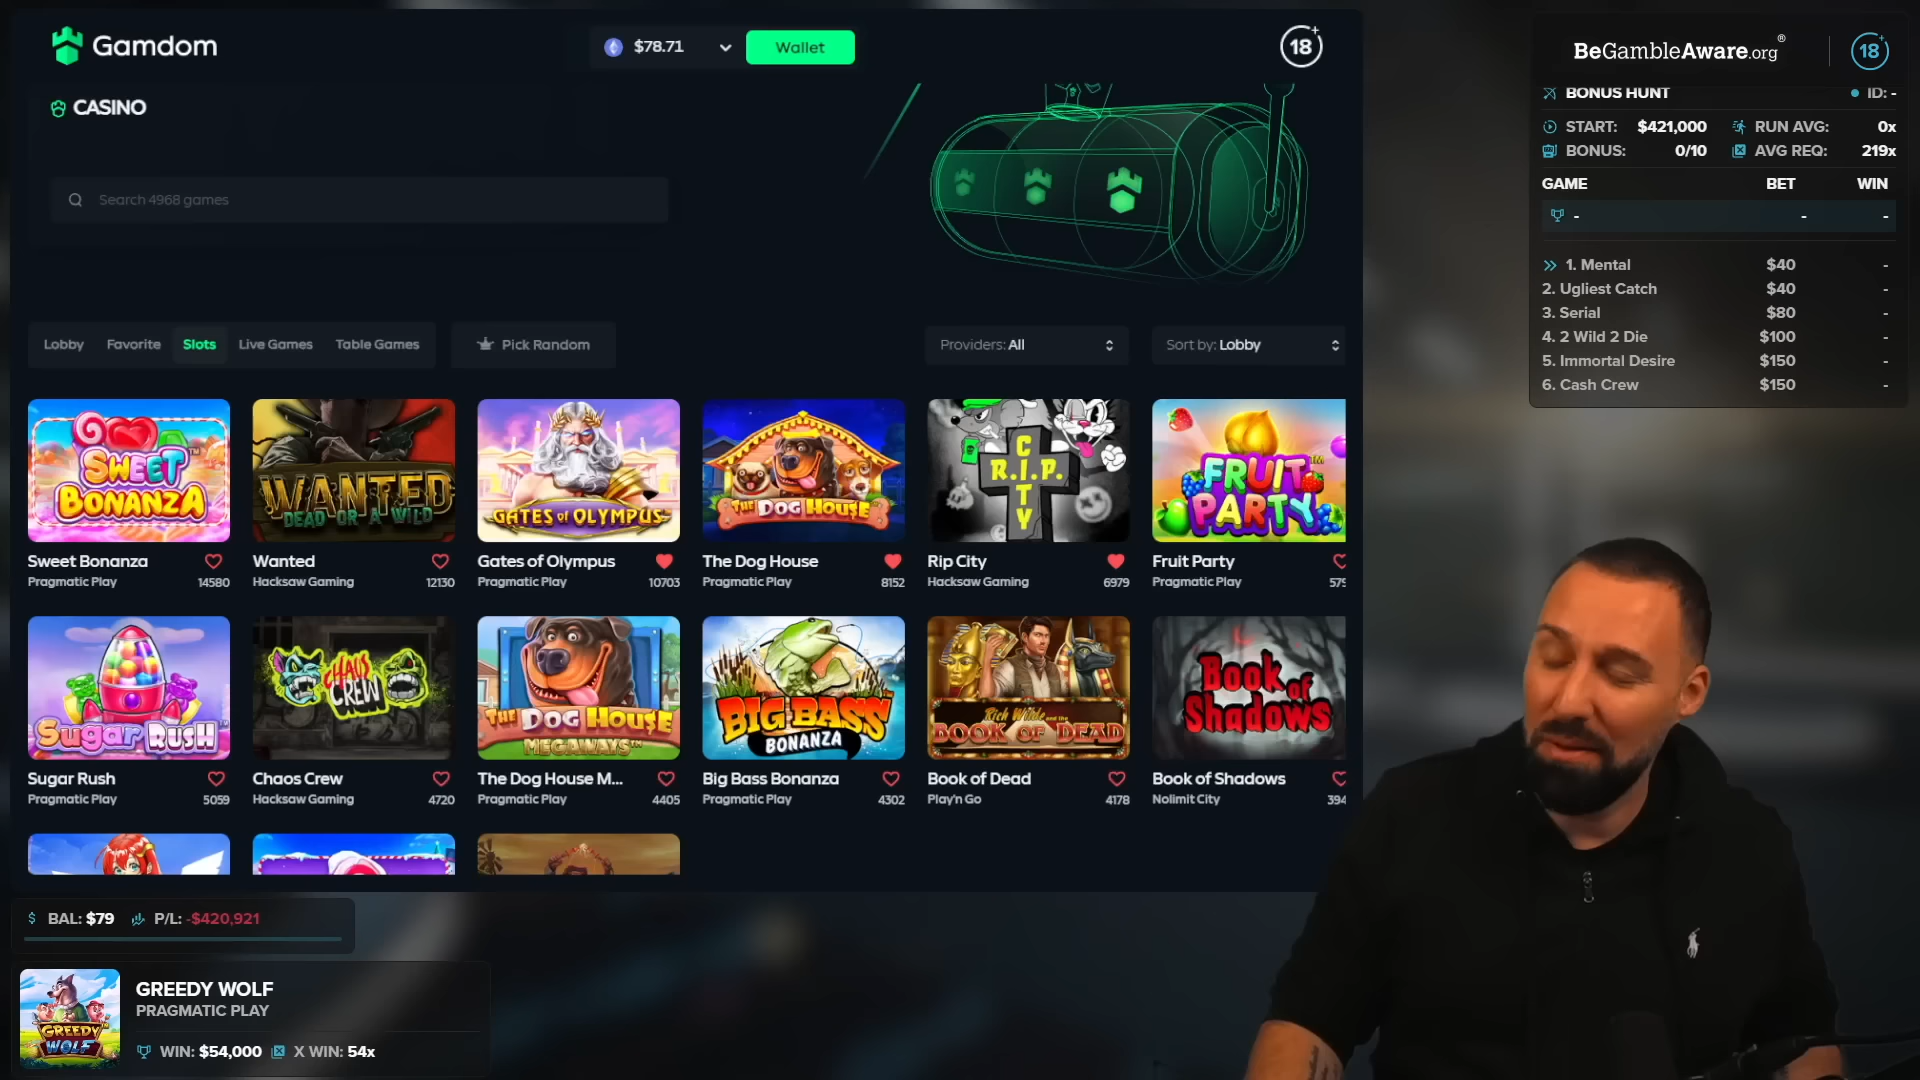 Gamdom
$78.71
Wallet
18+
CASINO
Search 4968 games
Lobby Favorite Slots Live Games Table Games Pick Random Providers: All Sort by: Lobby
SWEET BONANZA
WANTED DEAD OR A WILD
GATES of OLYMPUS
THE DOG HOUSE
R.I.P. CITY
FRUIT PARTY
Sweet Bonanza
Pragmatic Play 14580
Wanted
Hacksaw Gaming 12130
Gates of Olympus
Pragmatic Play 10703
The Dog House
Pragmatic Play 8152
Rip City
Hacksaw Gaming 6979
Fruit Party
Pragmatic Play 579
Sugar RUSH
CHAOS CREW
THE DOG HOUSE MEGAWAYS™
BIG BASS BONANZA
Rich Wilde and the BOOK OF DEAD
Book of Shadows
Sugar Rush
Pragmatic Play 5059
Chaos Crew
Hacksaw Gaming 4720
The Dog House M...
Pragmatic Play 4405
Big Bass Bonanza
Pragmatic Play 4302
Book of Dead
Play'n Go 4178
Book of Shadows
Nolimit City 394
BAL: $79 P/L: -$420,921
GREEDY WOLF
GREEDY WOLF
PRAGMATIC PLAY
WIN: $54,000 X WIN: 54x
BeGambleAware.org® 18+
BONUS HUNT ID: -
START: $421,000 RUN AVG: 0x
BONUS: 0/10 AVG REQ: 219x
GAME BET WIN
- - -
1. Mental $40 -
2. Ugliest Catch $40 -
3. Serial $80 -
4. 2 Wild 2 Die $100 -
5. Immortal Desire $150 -
6. Cash Crew $150 -